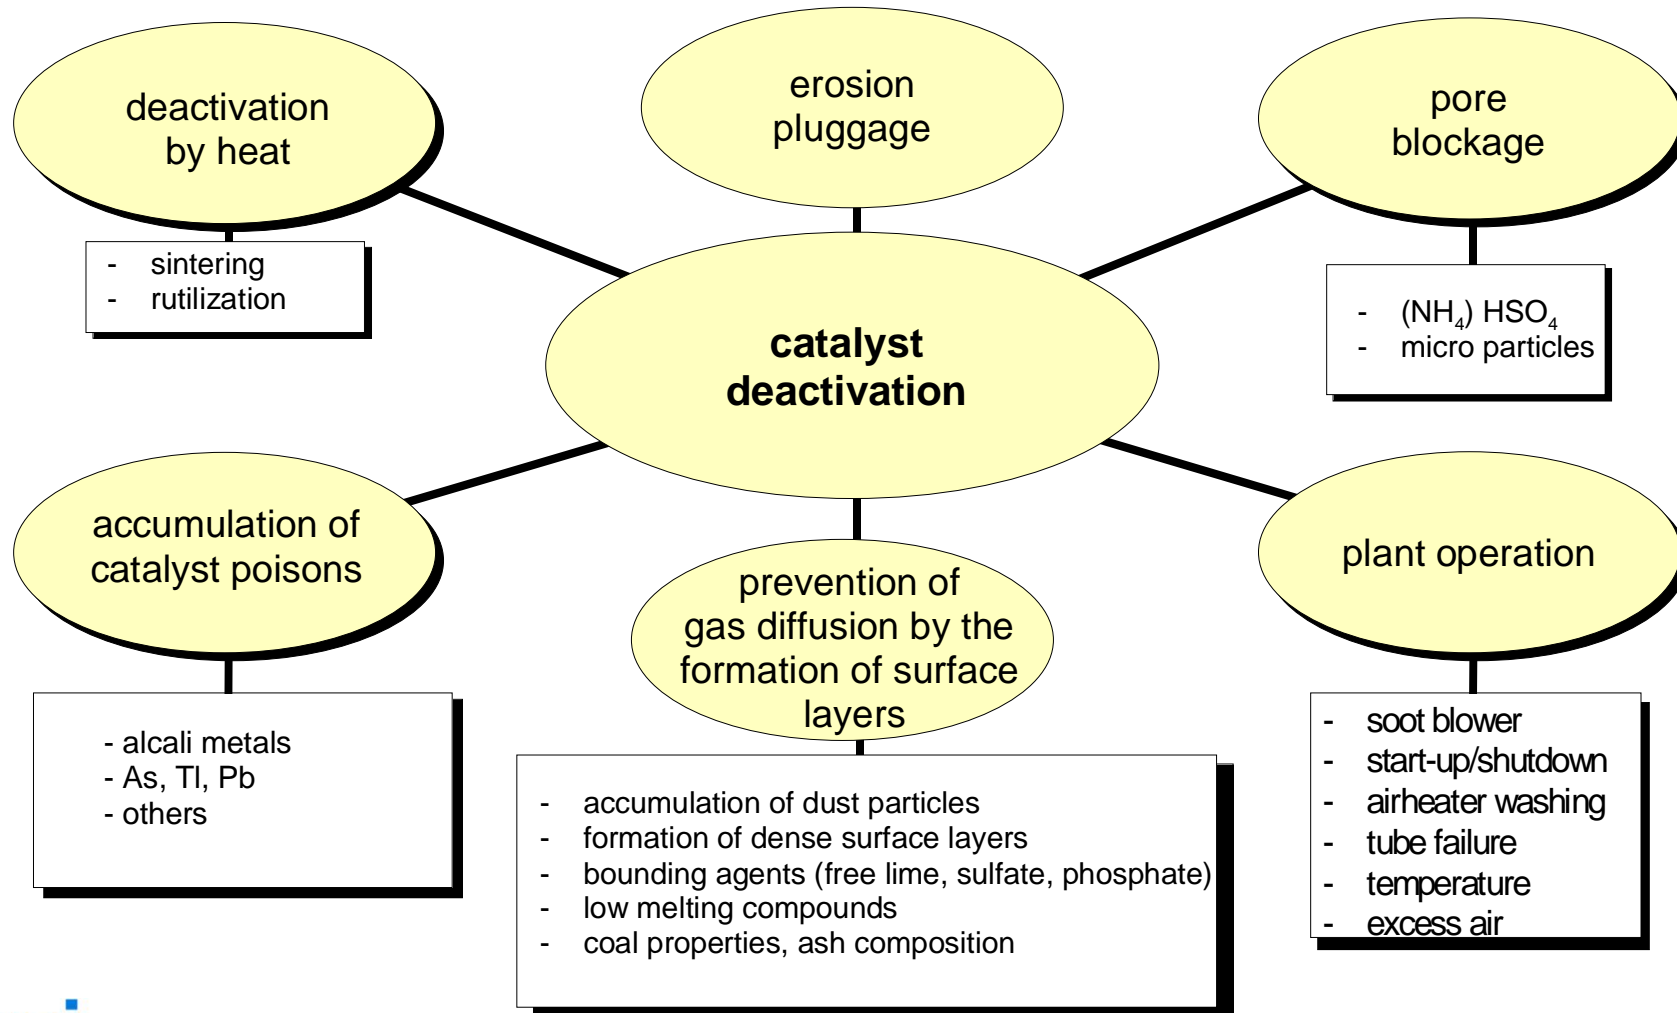 deactivation
by heat
- sintering
- rutilization
erosion
pluggage
pore
blockage
- (NH₄) HSO₄
- micro particles
catalyst
deactivation
accumulation of
catalyst poisons
- alcali metals
- As, Tl, Pb
- others
prevention of
gas diffusion by the
formation of surface
layers
- accumulation of dust particles
- formation of dense surface layers
- bounding agents (free lime, sulfate, phosphate)
- low melting compounds
- coal properties, ash composition
plant operation
- soot blower
- start-up/shutdown
- airheater washing
- tube failure
- temperature
- excess air